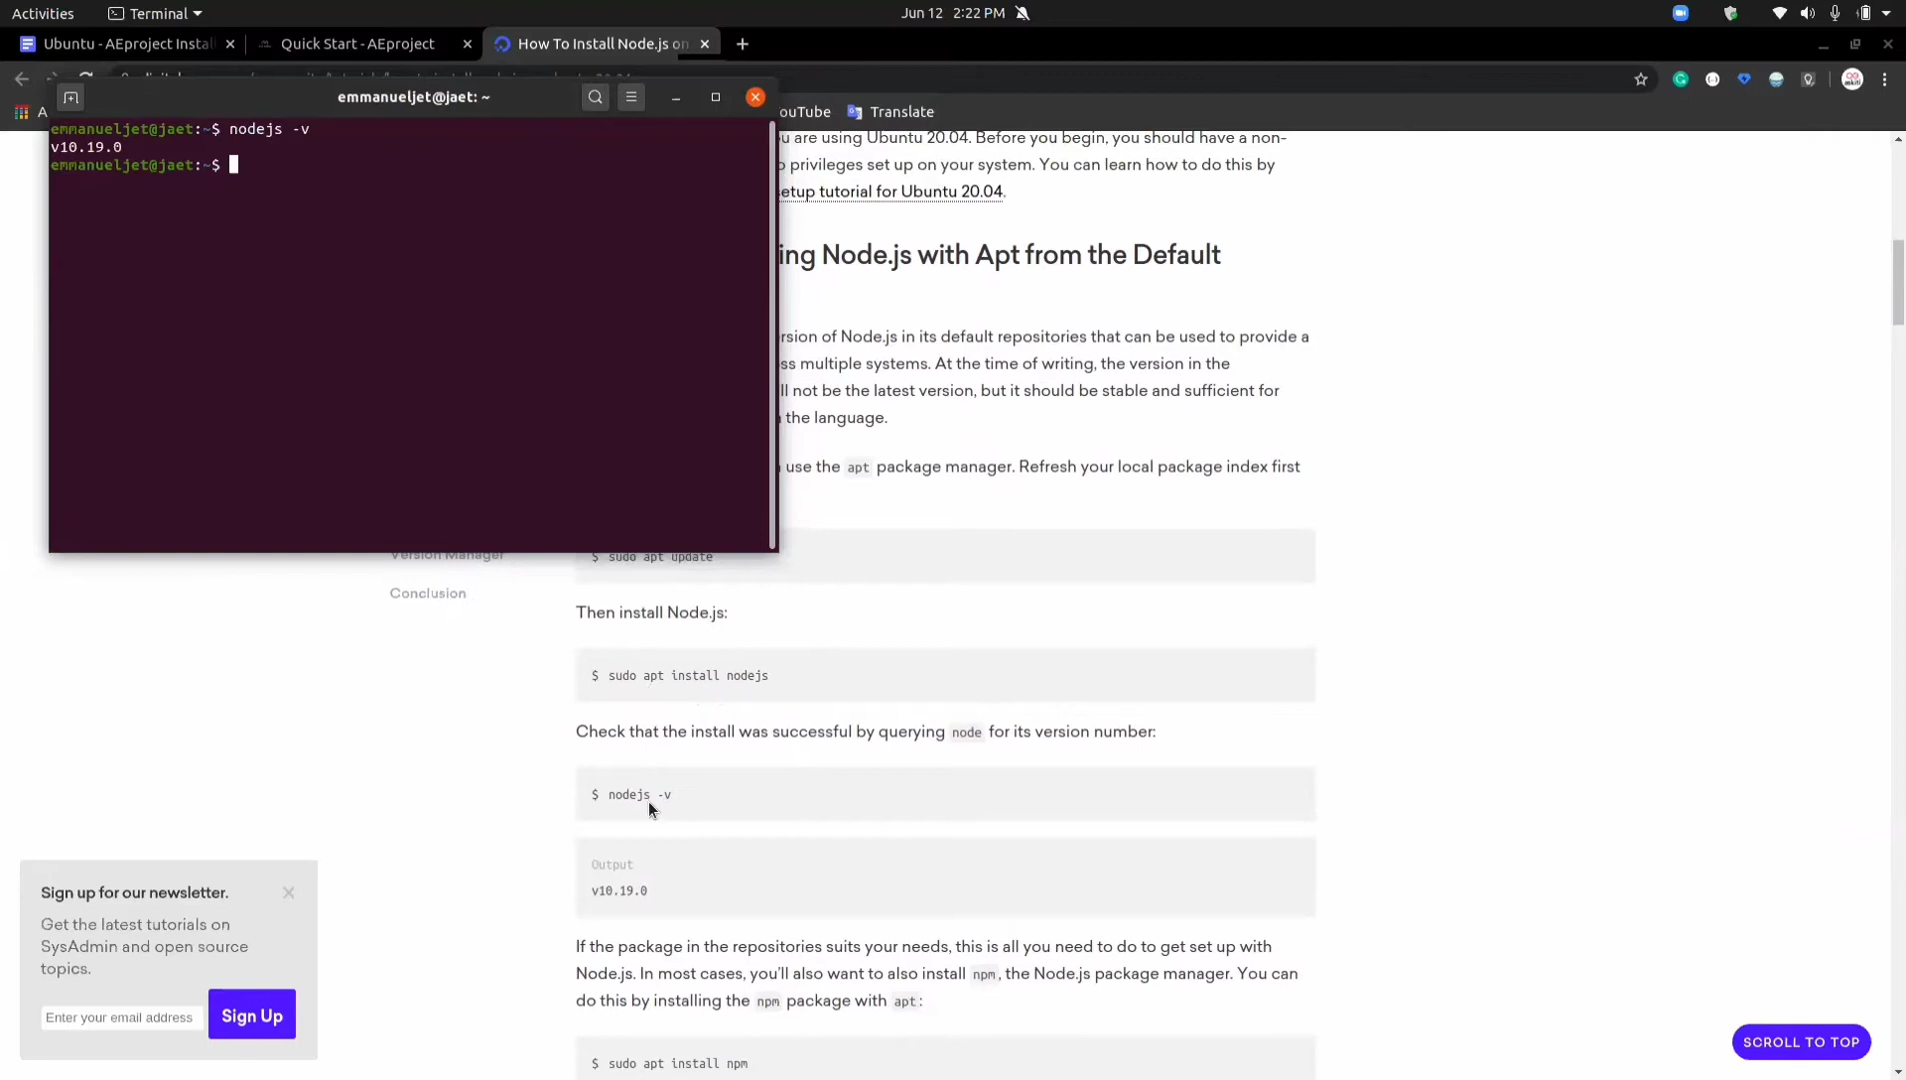 Activities Terminal Jun 12 2:22 PM
Ubuntu - AEproject Instal Quick Start - AEproject How To Install Node.js on
emmanueljet@jaet: ~
YouTube Translate
emmanueljet@jaet:~$ nodejs -v
v10.19.0
emmanueljet@jaet:~$
you are using Ubuntu 20.04. Before you begin, you should have a non-
privileges set up on your system. You can learn how to do this by
setup tutorial for Ubuntu 20.04.
ing Node.js with Apt from the Default
rsion of Node.js in its default repositories that can be used to provide a
ss multiple systems. At the time of writing, the version in the
ll not be the latest version, but it should be stable and sufficient for
the language.
use the apt package manager. Refresh your local package index first
Version Manager
Conclusion
$ sudo apt update
Then install Node.js:
$ sudo apt install nodejs
Check that the install was successful by querying node for its version number:
$ nodejs -v
Output
v10.19.0
If the package in the repositories suits your needs, this is all you need to do to get set up with
Node.js. In most cases, you’ll also want to also install npm, the Node.js package manager. You can
do this by installing the npm package with apt:
$ sudo apt install npm
Sign up for our newsletter.
Get the latest tutorials on
SysAdmin and open source
topics.
Enter your email address Sign Up
SCROLL TO TOP